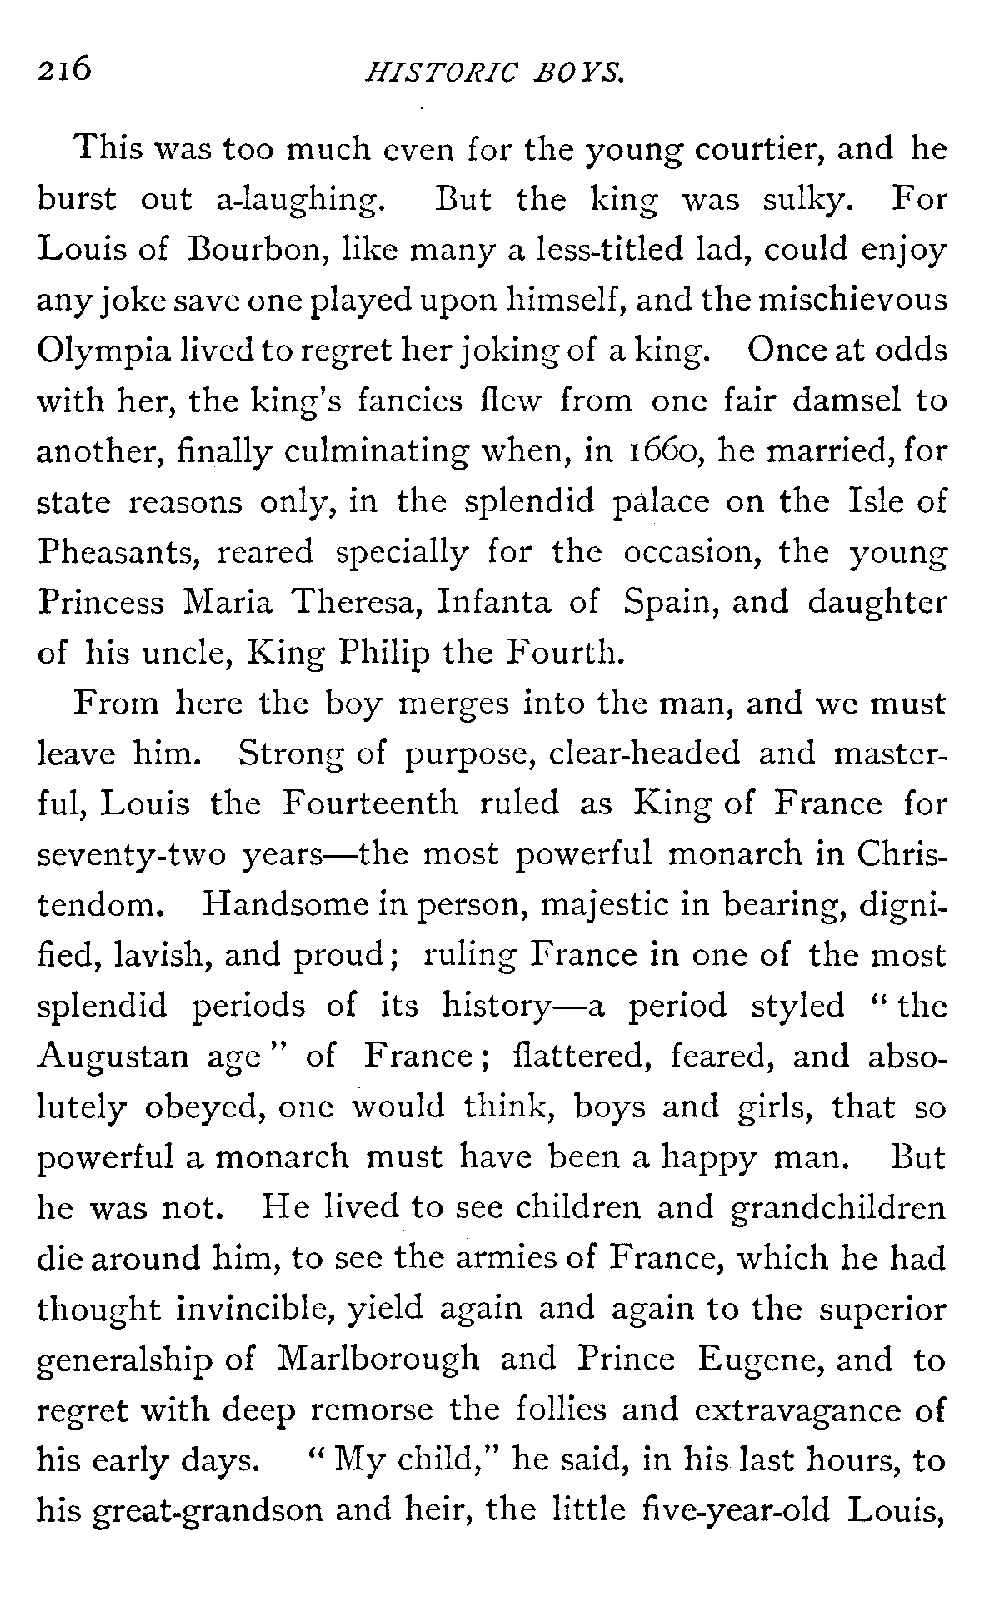 216 HISTORIC BOYS.
This was too much even for the young courtier, and he
burst out a-laughing. But the king was sulky. For
Louis of Bourbon, like many a less-titled lad, could enjoy
any joke save one played upon himself, and the mischievous
Olympia lived to regret her joking of a king. Once at odds
with her, the king's fancies flew from one fair damsel to
another, finally culminating when, in 1660, he married, for
state reasons only, in the splendid palace on the Isle of
Pheasants, reared specially for the occasion, the young
Princess Maria Theresa, Infanta of Spain, and daughter
of his uncle, King Philip the Fourth.
From here the boy merges into the man, and we must
leave him. Strong of purpose, clear-headed and master-
ful, Louis the Fourteenth ruled as King of France for
seventy-two years—the most powerful monarch in Chris-
tendom. Handsome in person, majestic in bearing, digni-
fied, lavish, and proud; ruling France in one of the most
splendid periods of its history—a period styled "the
Augustan age" of France; flattered, feared, and abso-
lutely obeyed, one would think, boys and girls, that so
powerful a monarch must have been a happy man. But
he was not. He lived to see children and grandchildren
die around him, to see the armies of France, which he had
thought invincible, yield again and again to the superior
generalship of Marlborough and Prince Eugene, and to
regret with deep remorse the follies and extravagance of
his early days. "My child," he said, in his last hours, to
his great-grandson and heir, the little five-year-old Louis,